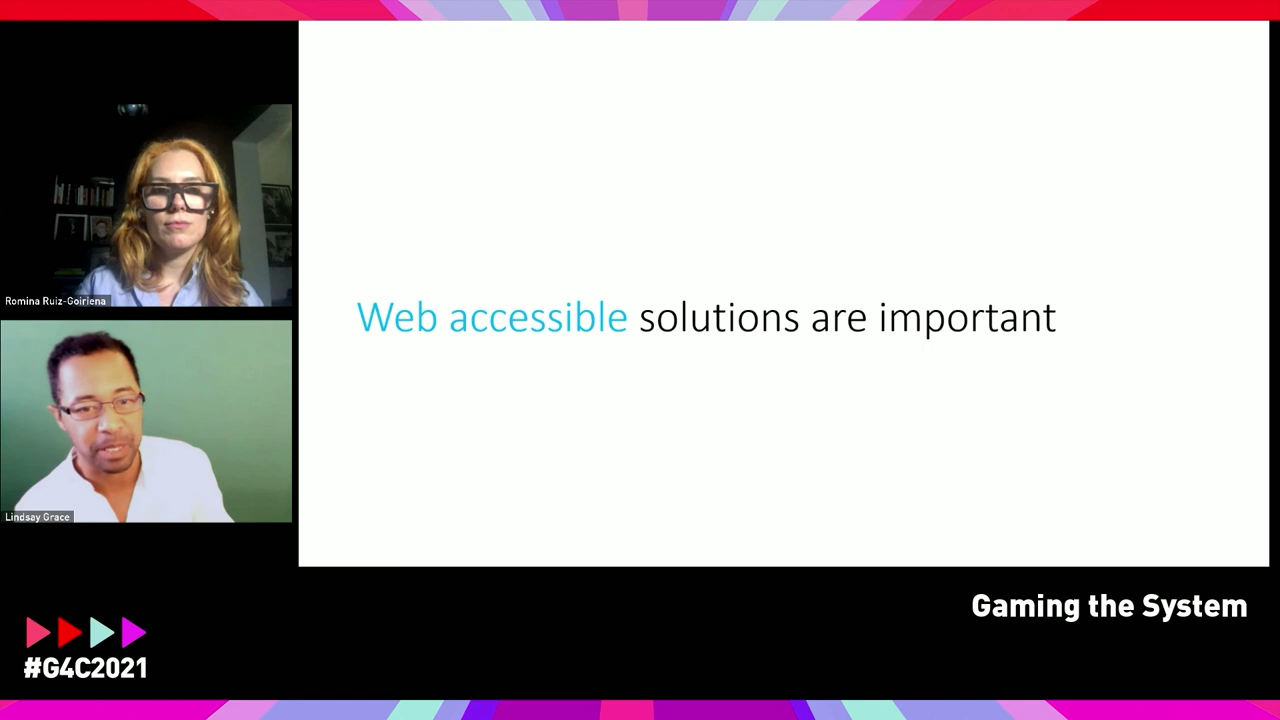 Romina Ruiz-Goiriena
Lindsay Grace
Web accessible solutions are important
Gaming the System
#G4C2021